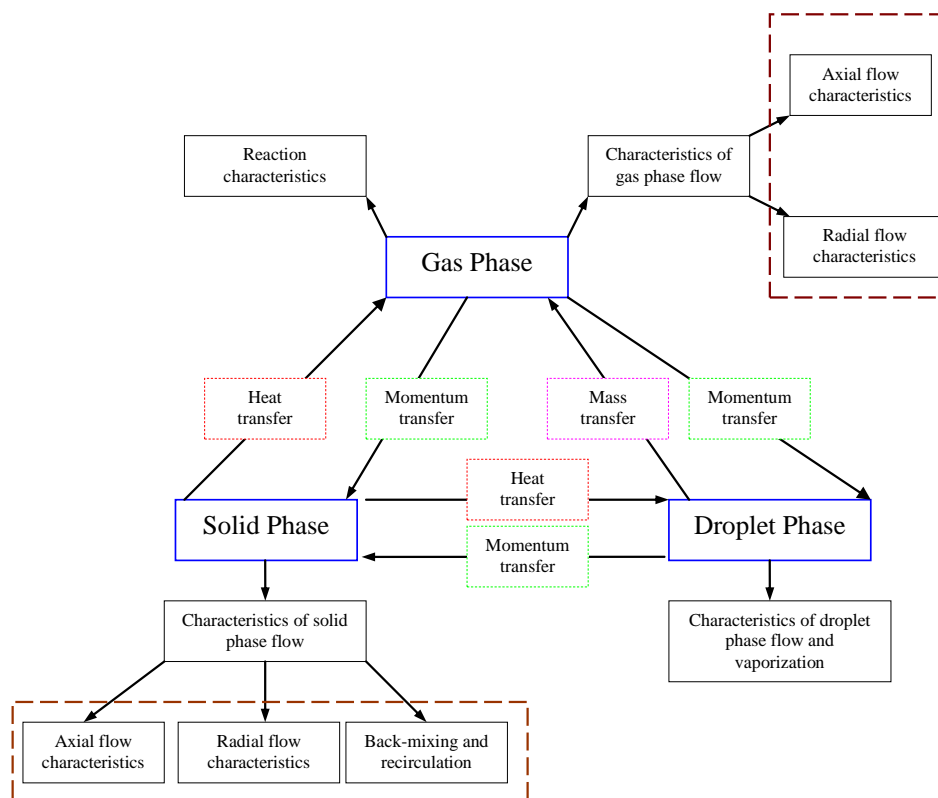 Axial flow
characteristics
Reaction
characteristics
Characteristics of
gas phase flow
Radial flow
characteristics
Gas Phase
Heat
transfer
Momentum
transfer
Mass
transfer
Momentum
transfer
Heat
transfer
Solid Phase
Droplet Phase
Momentum
transfer
Characteristics of solid
phase flow
Characteristics of droplet
phase flow and
vaporization
Axial flow
characteristics
Radial flow
characteristics
Back-mixing and
recirculation